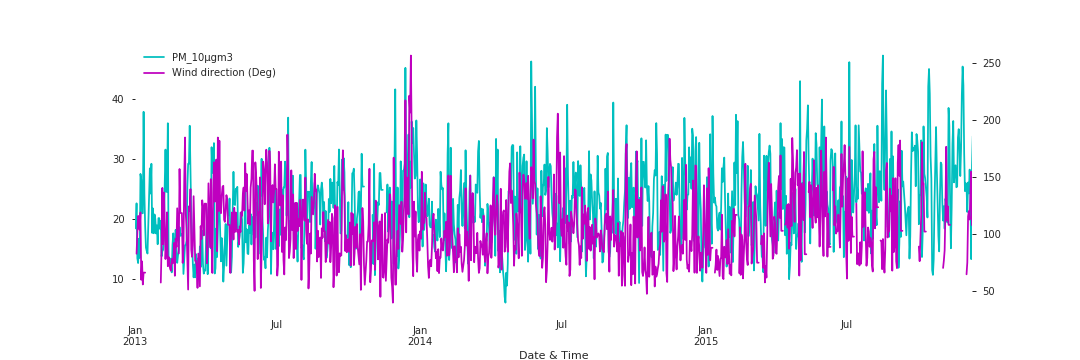 PM_10µgm3
Wind direction (Deg)
40
30
20
10
250
200
150
100
50
Jan
2013
Jul
Jan
2014
Jul
Jan
2015
Jul
Date & Time